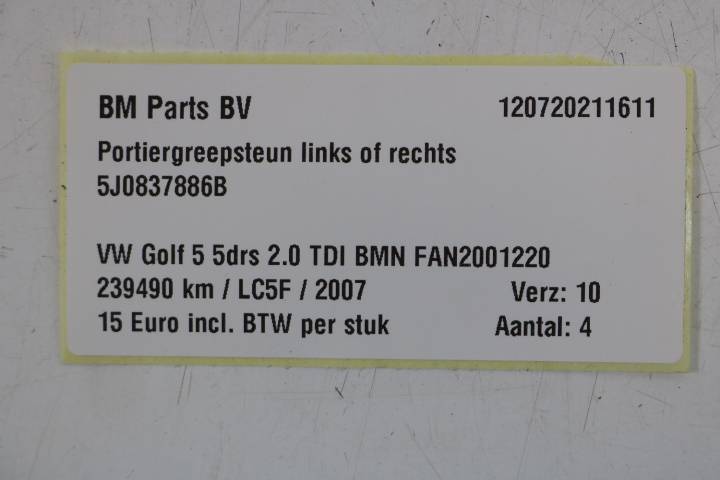 BM Parts BV 120720211611
Portiergreepsteun links of rechts
5J0837886B
VW Golf 5 5drs 2.0 TDI BMN FAN2001220
239490 km / LC5F / 2007 Verz: 10
15 Euro incl. BTW per stuk Aantal: 4